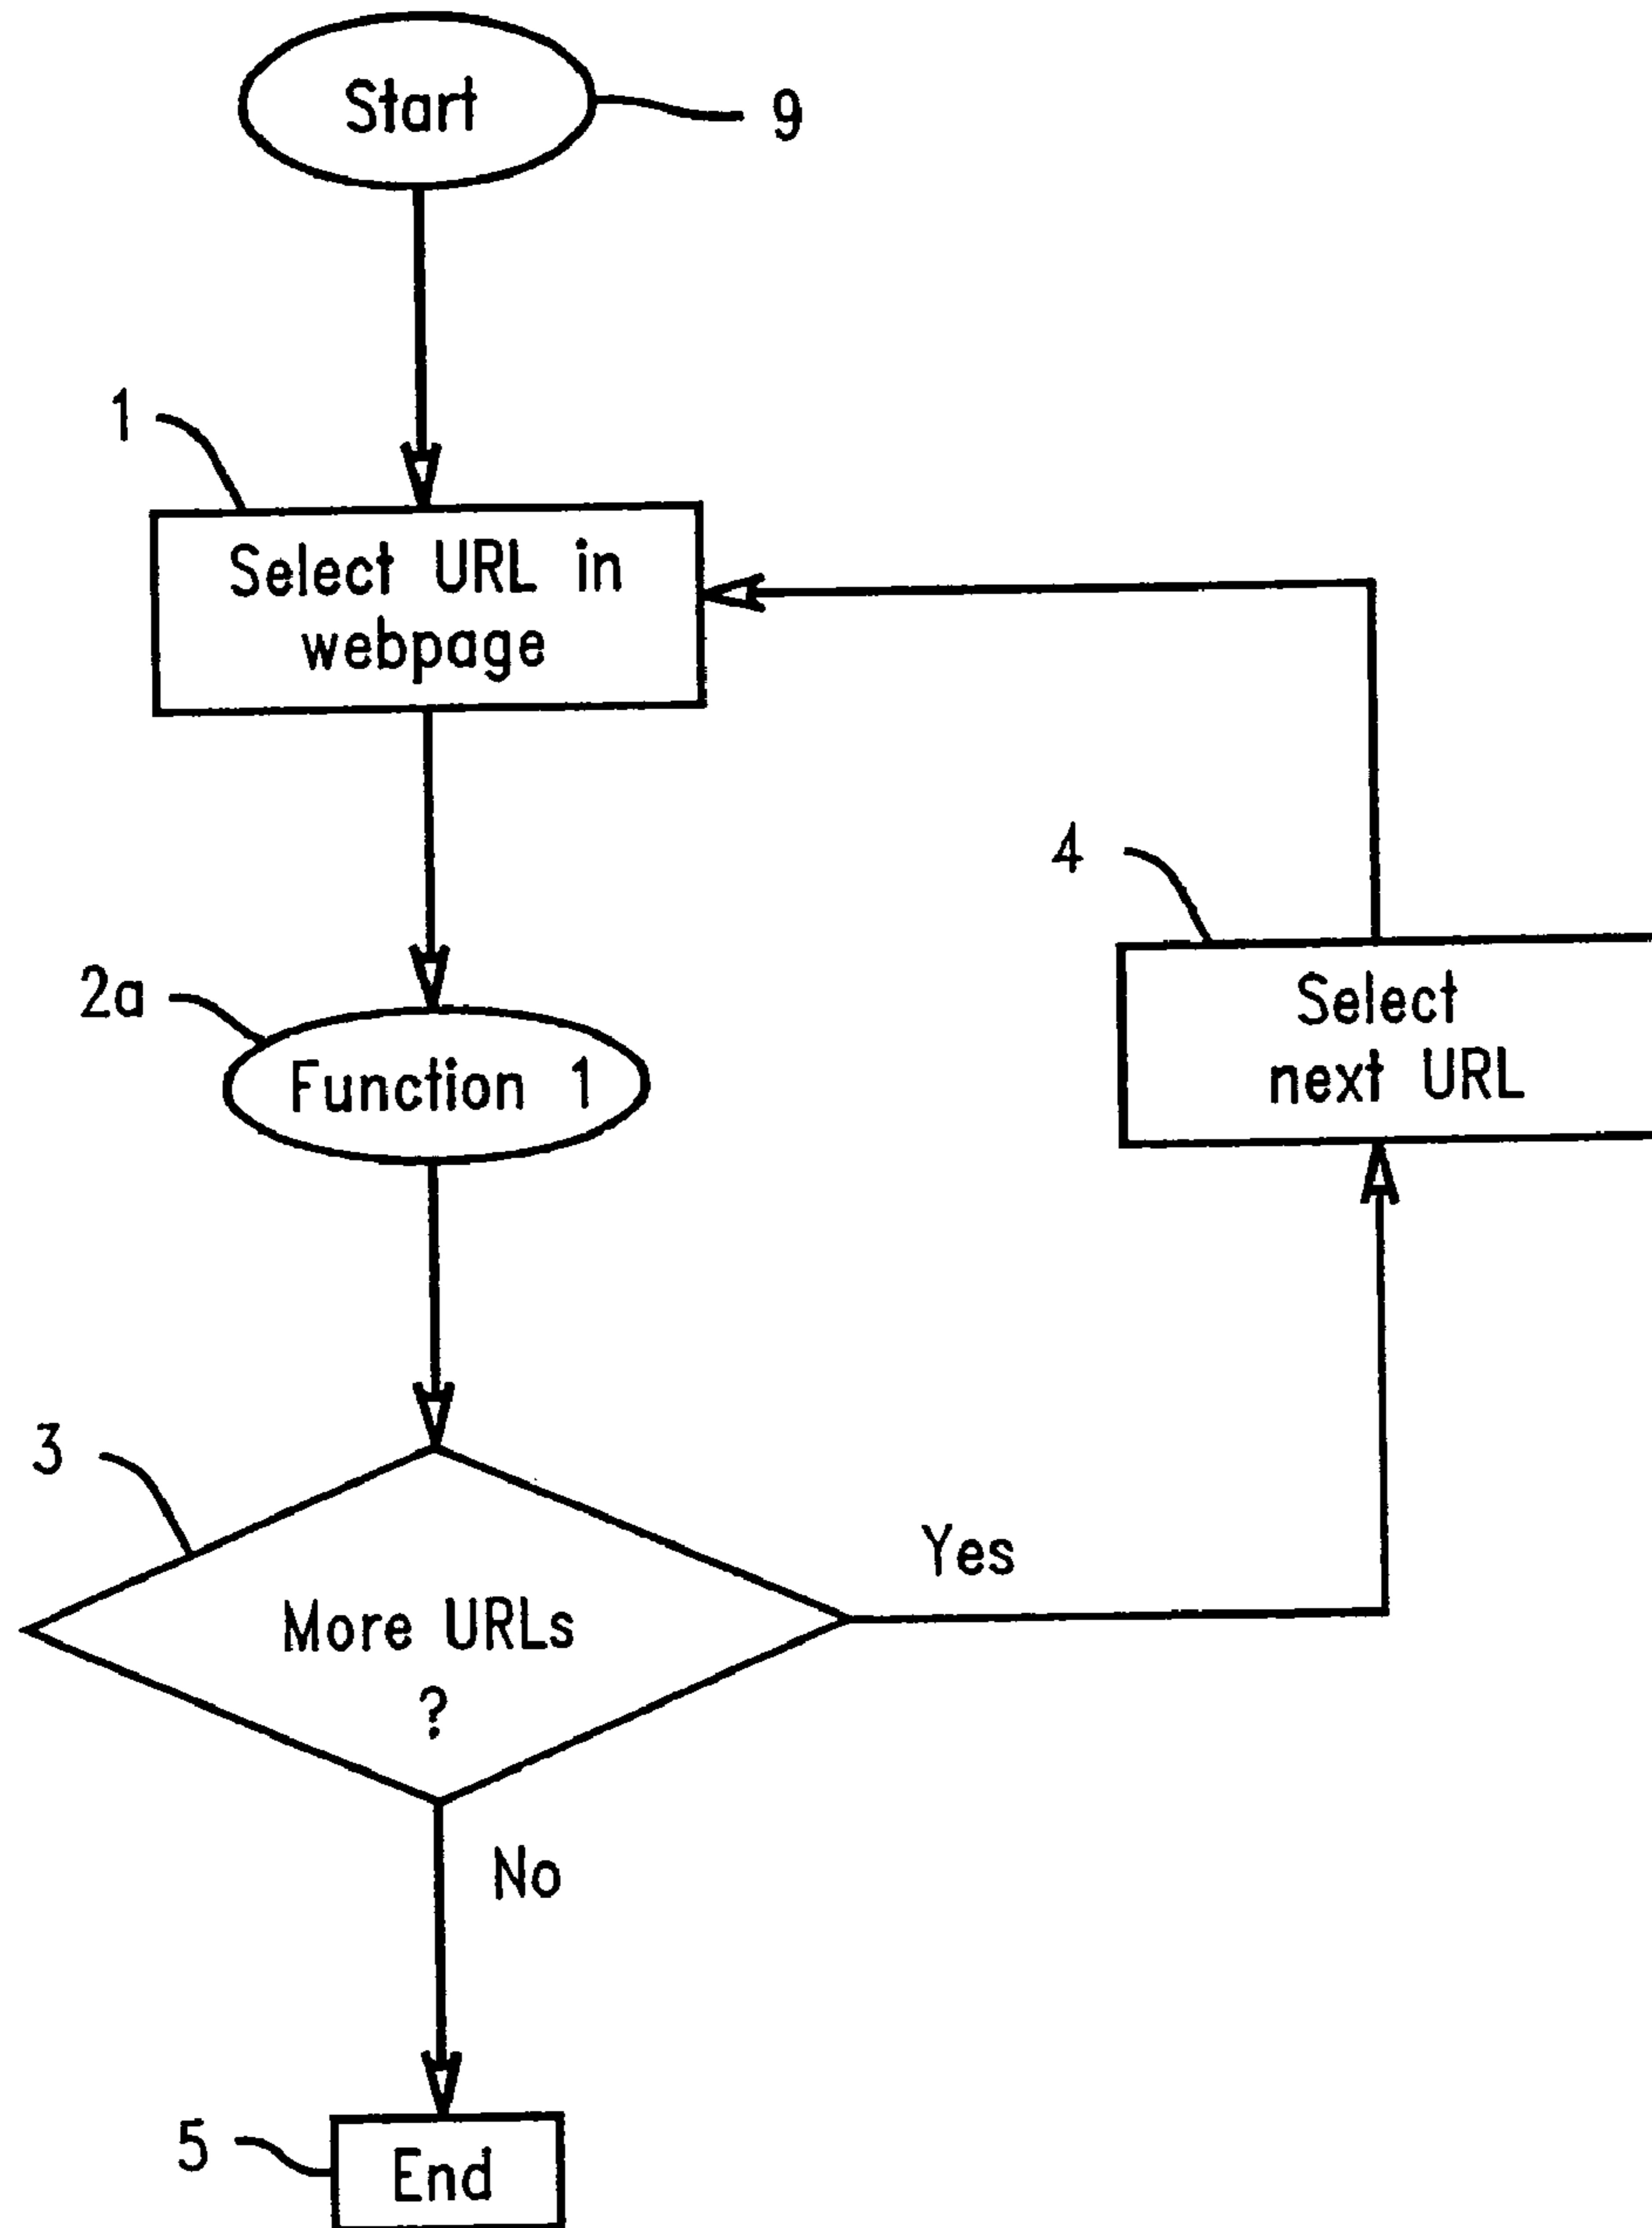 Start
9
1
Select URL in
webpage
4
2a
Select
next URL
Function 1
3
Yes
More URLs
?
No
5
End